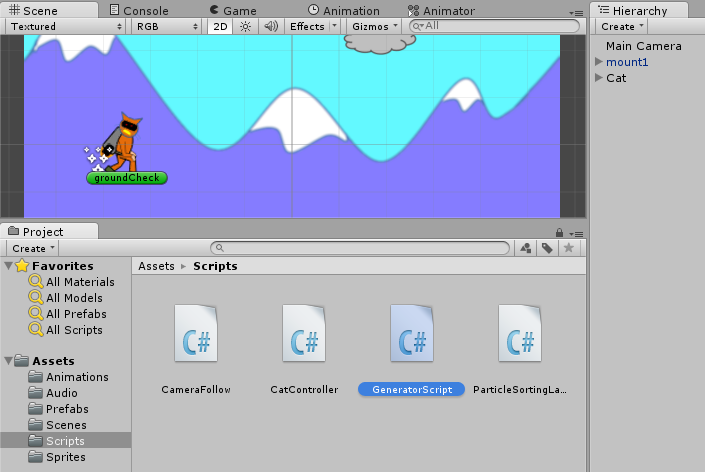 Scene Console Game Animation Animator
Textured RGB 2D Effects Gizmos All
groundCheck
Project
Create
Favorites
All Materials
All Models
All Prefabs
All Scripts
Assets
Animations
Audio
Prefabs
Scenes
Scripts
Sprites
Assets Scripts
C# C# C# C#
CameraFollow CatController GeneratorScript ParticleSortingLa...
Hierarchy
Create
Main Camera
mount1
Cat